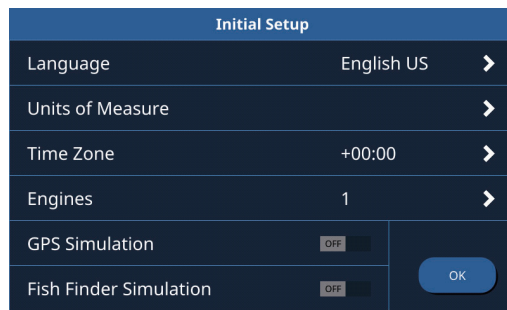 Initial Setup
Language English US
Units of Measure
Time Zone +00:00
Engines 1
GPS Simulation OFF
Fish Finder Simulation OFF
OK